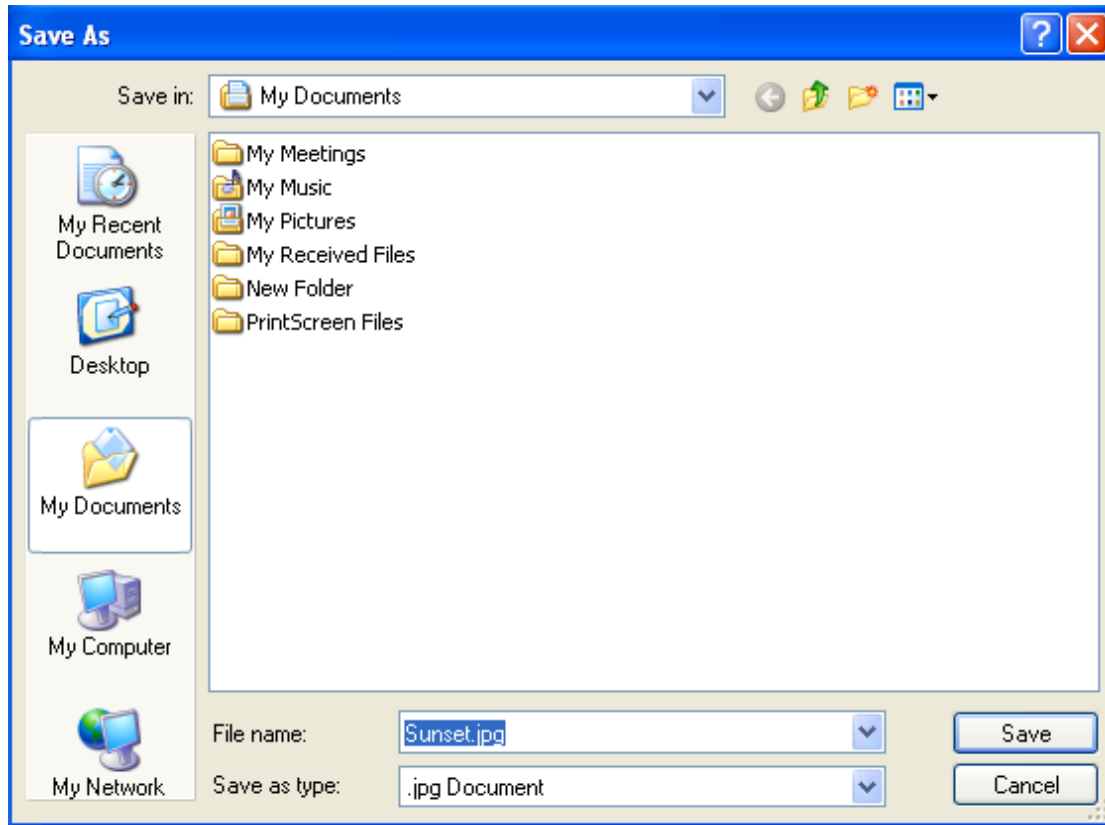 Save As
Save in:
My Documents
My Recent
Documents
Desktop
My Documents
My Computer
My Network
My Meetings
My Music
My Pictures
My Received Files
New Folder
PrintScreen Files
File name:
Sunset.jpg
Save
Save as type:
.jpg Document
Cancel